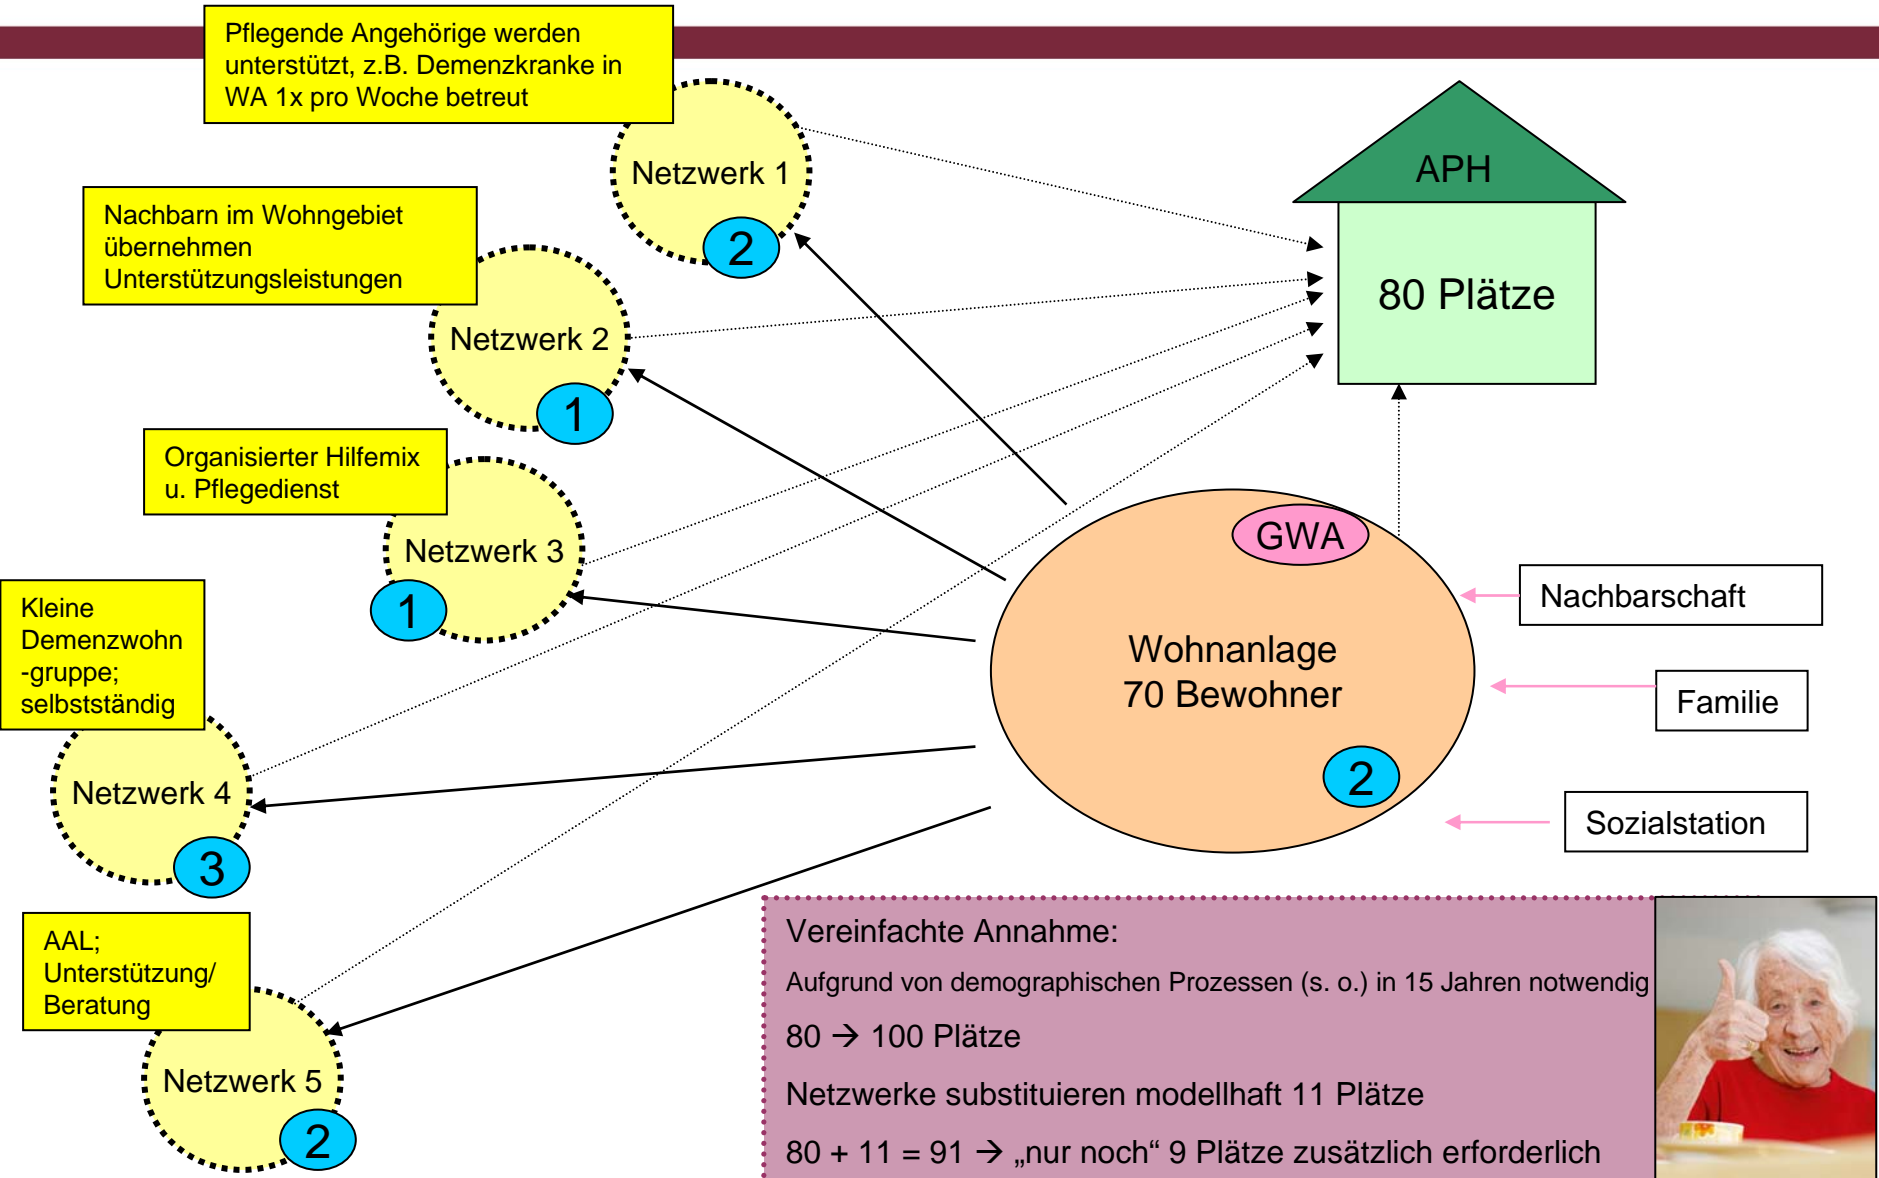 Pflegende Angehörige werden
unterstützt, z.B. Demenzkranke in
WA 1x pro Woche betreut
Netzwerk 1
2
APH
80 Plätze
Nachbarn im Wohngebiet
übernehmen
Unterstützungsleistungen
Netzwerk 2
1
Organisierter Hilfemix
u. Pflegedienst
Netzwerk 3
1
GWA
Wohnanlage
70 Bewohner
2
Nachbarschaft
Familie
Sozialstation
Kleine
Demenzwohn
-gruppe;
selbstständig
Netzwerk 4
3
AAL;
Unterstützung/
Beratung
Netzwerk 5
2
Vereinfachte Annahme:
Aufgrund von demographischen Prozessen (s. o.) in 15 Jahren notwendig
80 → 100 Plätze
Netzwerke substituieren modellhaft 11 Plätze
80 + 11 = 91 → „nur noch“ 9 Plätze zusätzlich erforderlich